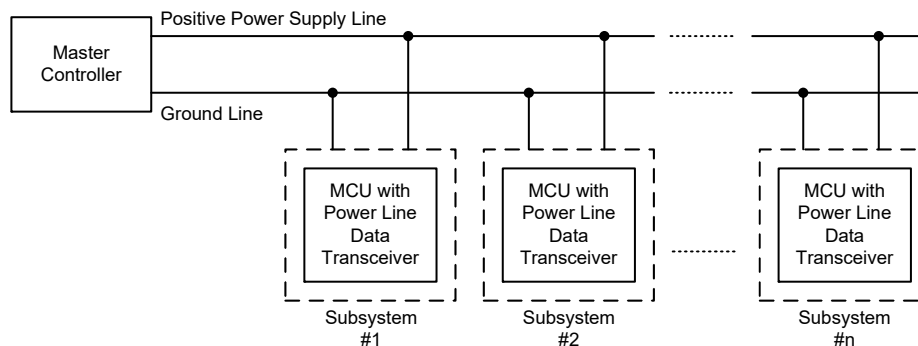 Positive Power Supply Line
Master
Controller
Ground Line
MCU with
Power Line
Data
Transceiver
MCU with
Power Line
Data
Transceiver
MCU with
Power Line
Data
Transceiver
Subsystem
#1
Subsystem
#2
Subsystem
#n